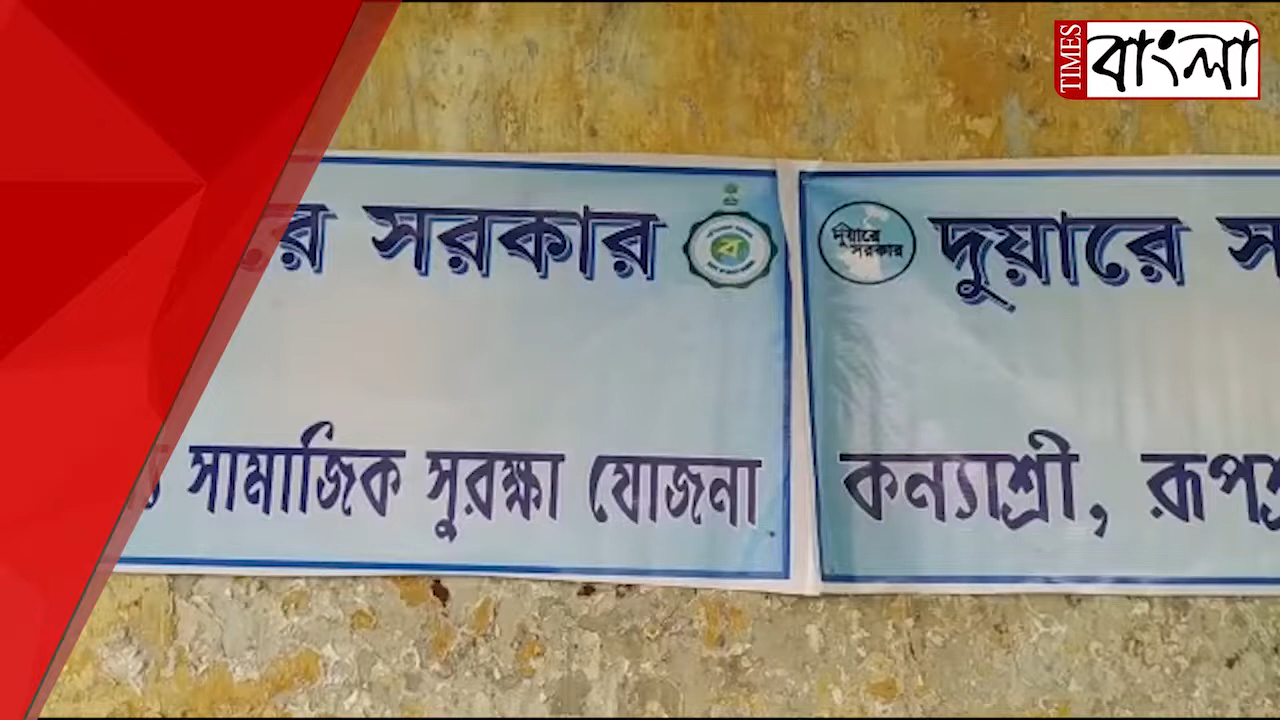 TIMES বাংলা
সরকার
দুয়ারে সরকার
দুয়ারে
সামাজিক সুরক্ষা যোজনা
কন্যাশ্রী,